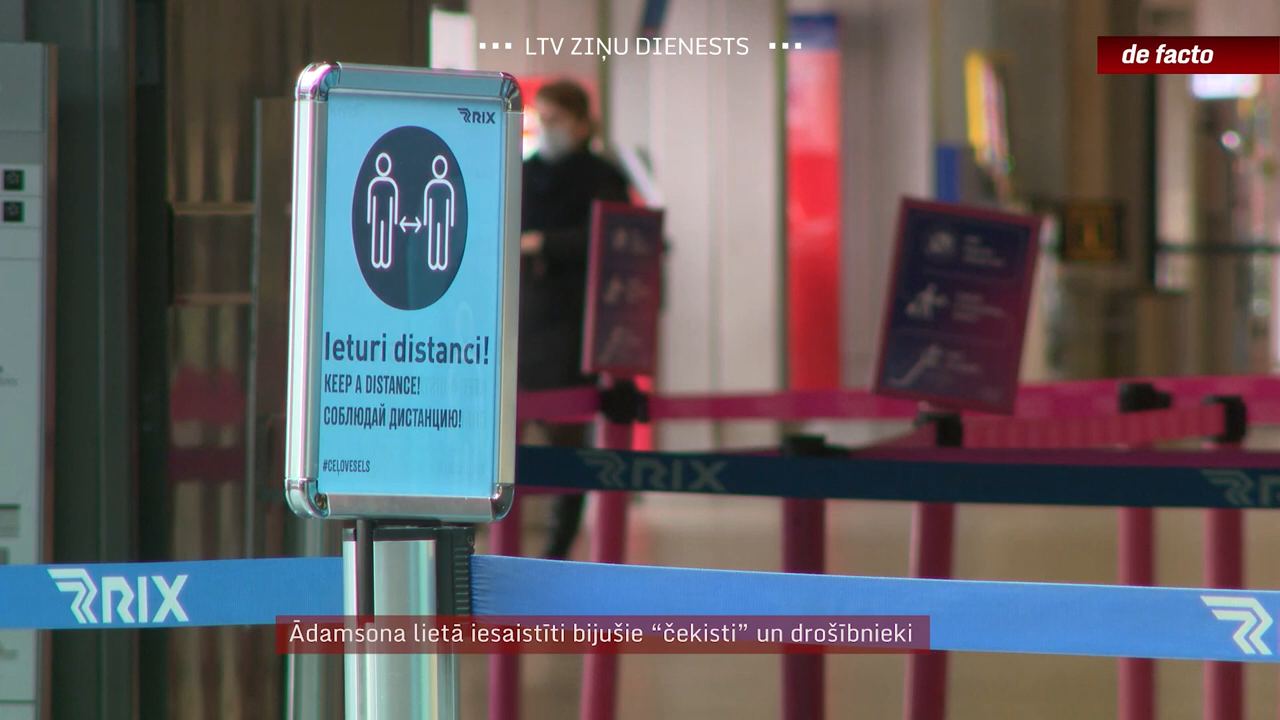 LTV ZIŅU DIENESTS
de facto
RIX
Ieturi distanci!
KEEP A DISTANCE!
СОБЛЮДАЙ ДИСТАНЦИЮ!
#CEĻOVESELS
RIX
RIX
Ādamsona lietā iesaistīti bijušie “čekisti” un drošībnieki